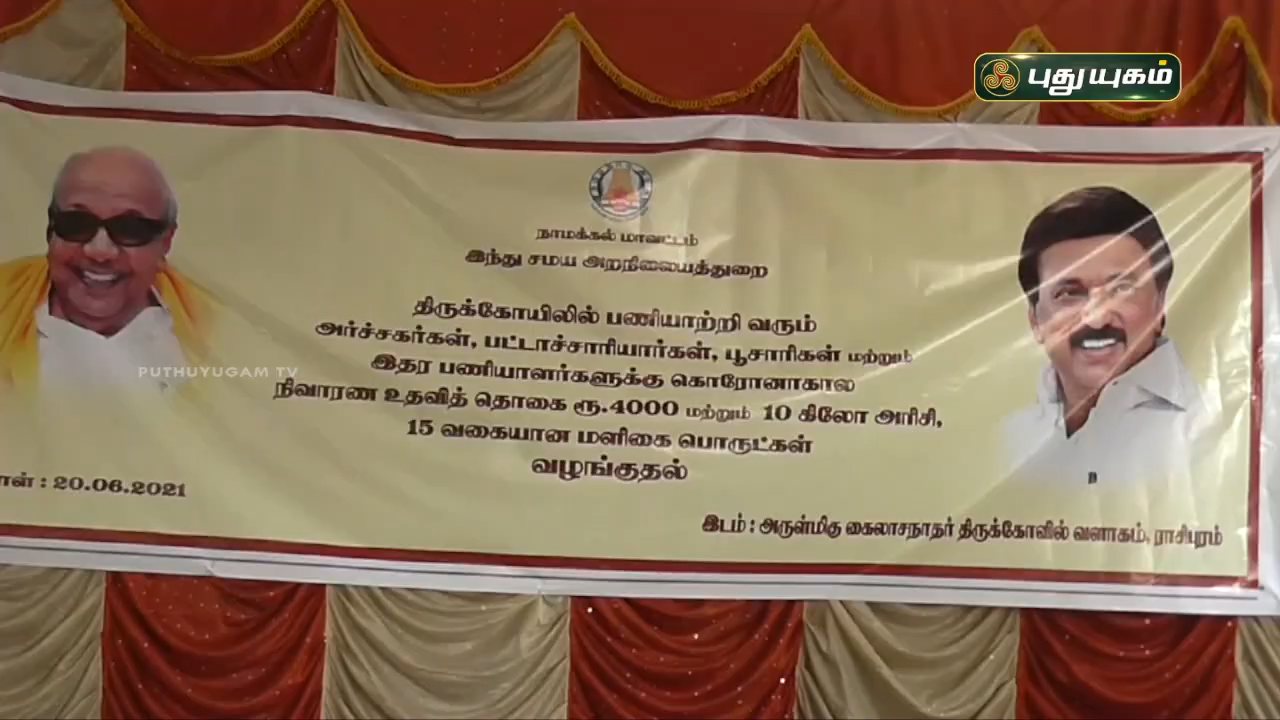 புதுயுகம்
நாமக்கல் மாவட்டம்
இந்து சமய அறநிலையத்துறை
திருக்கோயிலில் பணியாற்றி வரும்
அர்ச்சகர்கள், பட்டாச்சாரியார்கள், பூசாரிகள் மற்றும்
இதர பணியாளர்களுக்கு கொரோனாகால
நிவாரண உதவித் தொகை ரூ.4000 மற்றும் 10 கிலோ அரிசி,
15 வகையான மளிகை பொருட்கள்
வழங்குதல்
PUTHUYUGAM TV
ாள் : 20.06.2021
இடம் : அருள்மிகு கைலாசநாதர் திருக்கோவில் வளாகம், ராசிபுரம்